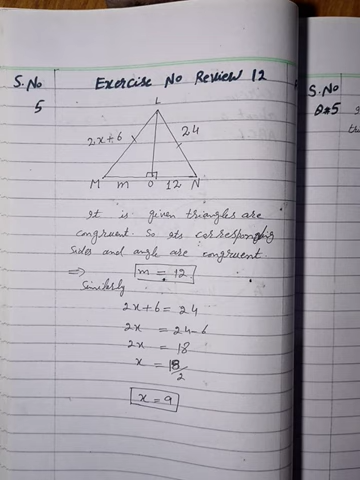 S.No Exercise No Review 12
5
L
2x+6 24
M m O 12 N
It is given triangles are
congruent. So its corresponding
sides and angle are congruent
⇒ m = 12
Similarly
2x+6 = 24
2x = 24-6
2x = 18
x = 18/2
x = 9
S.No
Q#5